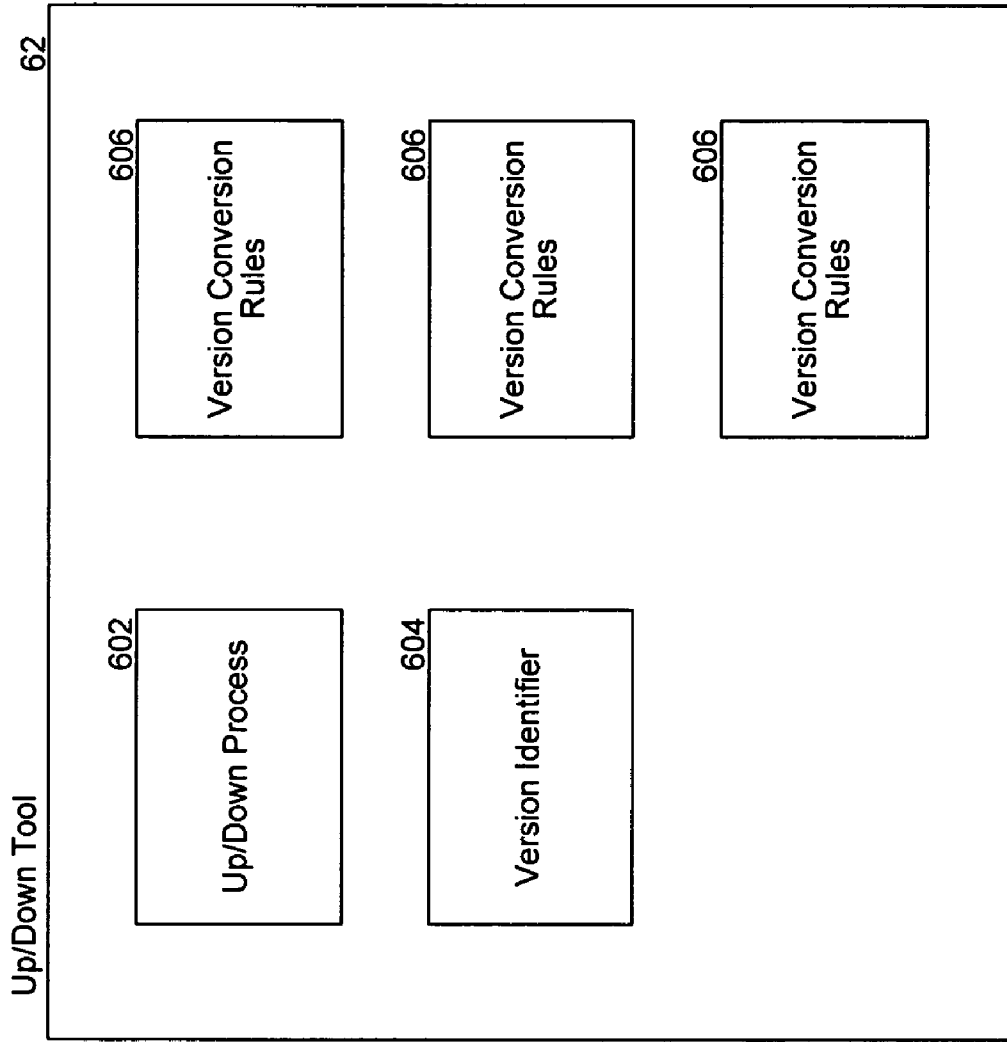 Up/Down Tool
62
602
Up/Down Process
606
Version Conversion
Rules
604
Version Identifier
606
Version Conversion
Rules
606
Version Conversion
Rules